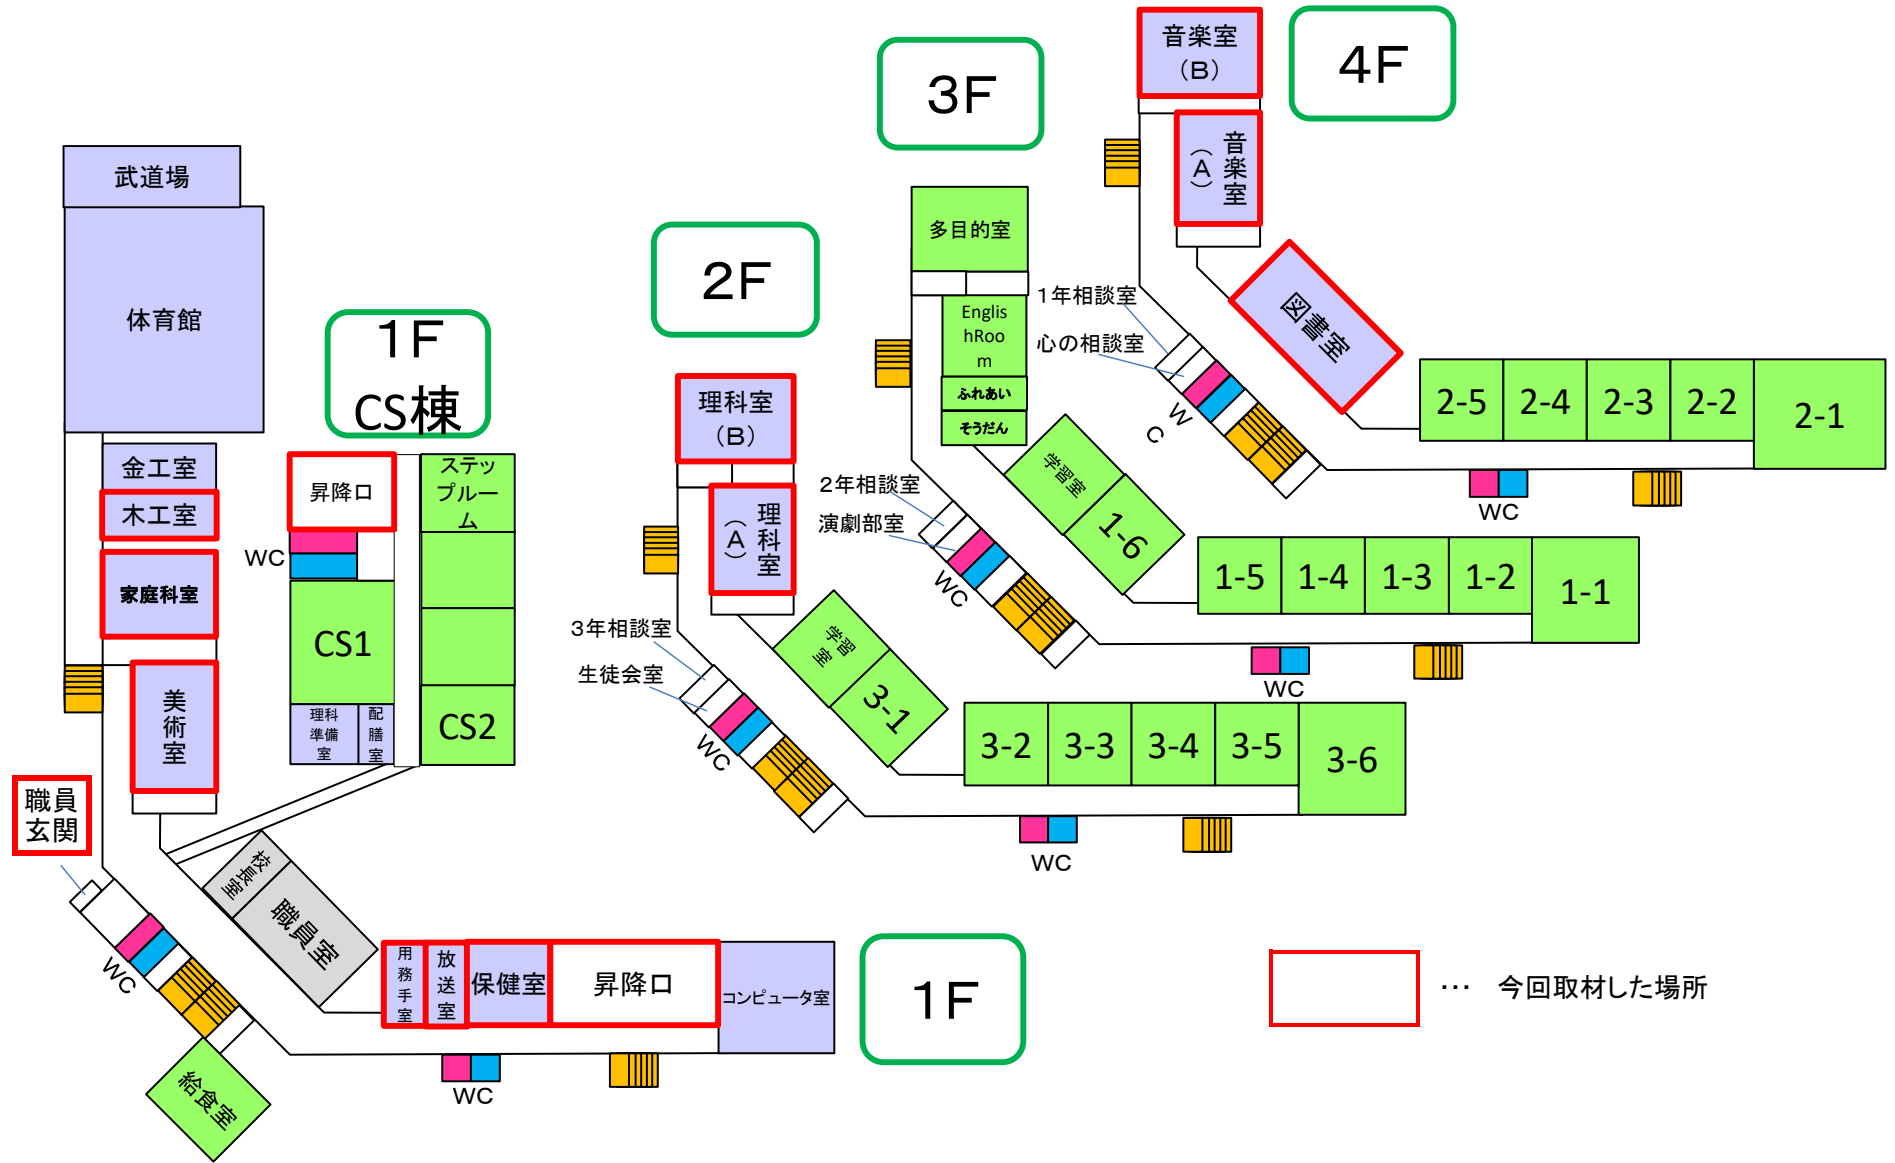 音楽室
（B）
4F
3F
音楽室
（A）
武道場
多目的室
2F
図書室
1年相談室
心の相談室
体育館
1F
CS棟
Englis
hRoo
m
ふれあい
そうだん
理科室
（B）
W
C
2-5
2-4
2-3
2-2
2-1
金工室
木工室
昇降口
ステッ
プルー
ム
学習室
1-6
2年相談室
演劇部室
理科室
（A）
WC
WC
家庭科室
WC
1-5
1-4
1-3
1-2
1-1
CS1
3年相談室
生徒会室
学習
室
3-1
WC
美術室
理科
準備
室
配
膳
室
CS2
WC
3-2
3-3
3-4
3-5
3-6
職員
玄関
WC
校長室
職員室
WC
用
務
手
室
放
送
室
保健室
昇降口
コンピュータ室
1F
… 今回取材した場所
WC
給食室